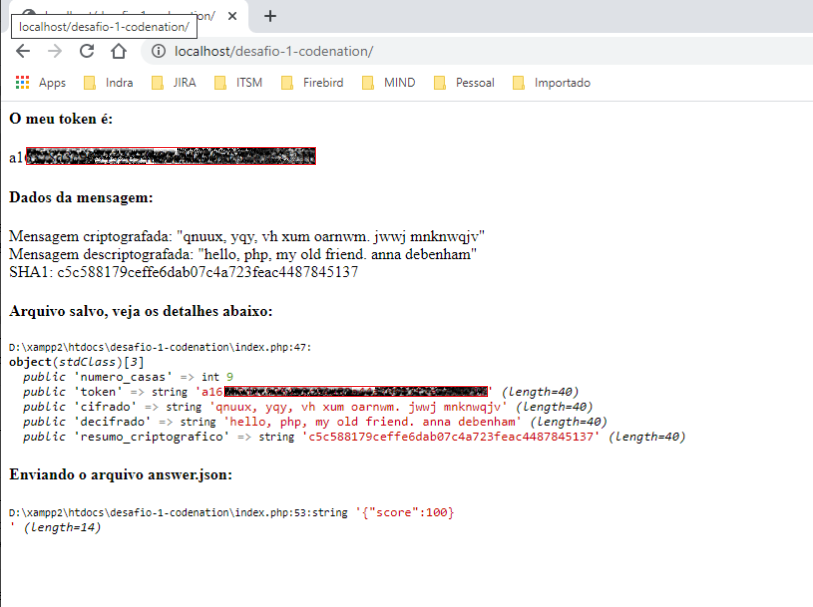 localhost/desafio-1-codenation/
localhost/desafio-1-codenation/
Apps Indra JIRA ITSM Firebird MIND Pessoal Importado
O meu token é:
Dados da mensagem:
Mensagem criptografada: "qnuux, yqy, vh xum oarnwm. jwwj mnknwqjv"
Mensagem descriptografada: "hello, php, my old friend. anna debenham"
SHA1: c5c588179ceffe6dab07c4a723feac4487845137
Arquivo salvo, veja os detalhes abaixo:
D:\xampp2\htdocs\desafio-1-codenation\index.php:47:
object(stdClass)[3]
public 'numero_casas' => int 9
public 'token' => string 'a16 ' (length=40)
public 'cifrado' => string 'qnuux, yqy, vh xum oarnwm. jwwj mnknwqjv' (length=40)
public 'decifrado' => string 'hello, php, my old friend. anna debenham' (length=40)
public 'resumo_criptografico' => string 'c5c588179ceffe6dab07c4a723feac4487845137' (length=40)
Enviando o arquivo answer.json:
D:\xampp2\htdocs\desafio-1-codenation\index.php:53:string '{"score":100}
' (length=14)